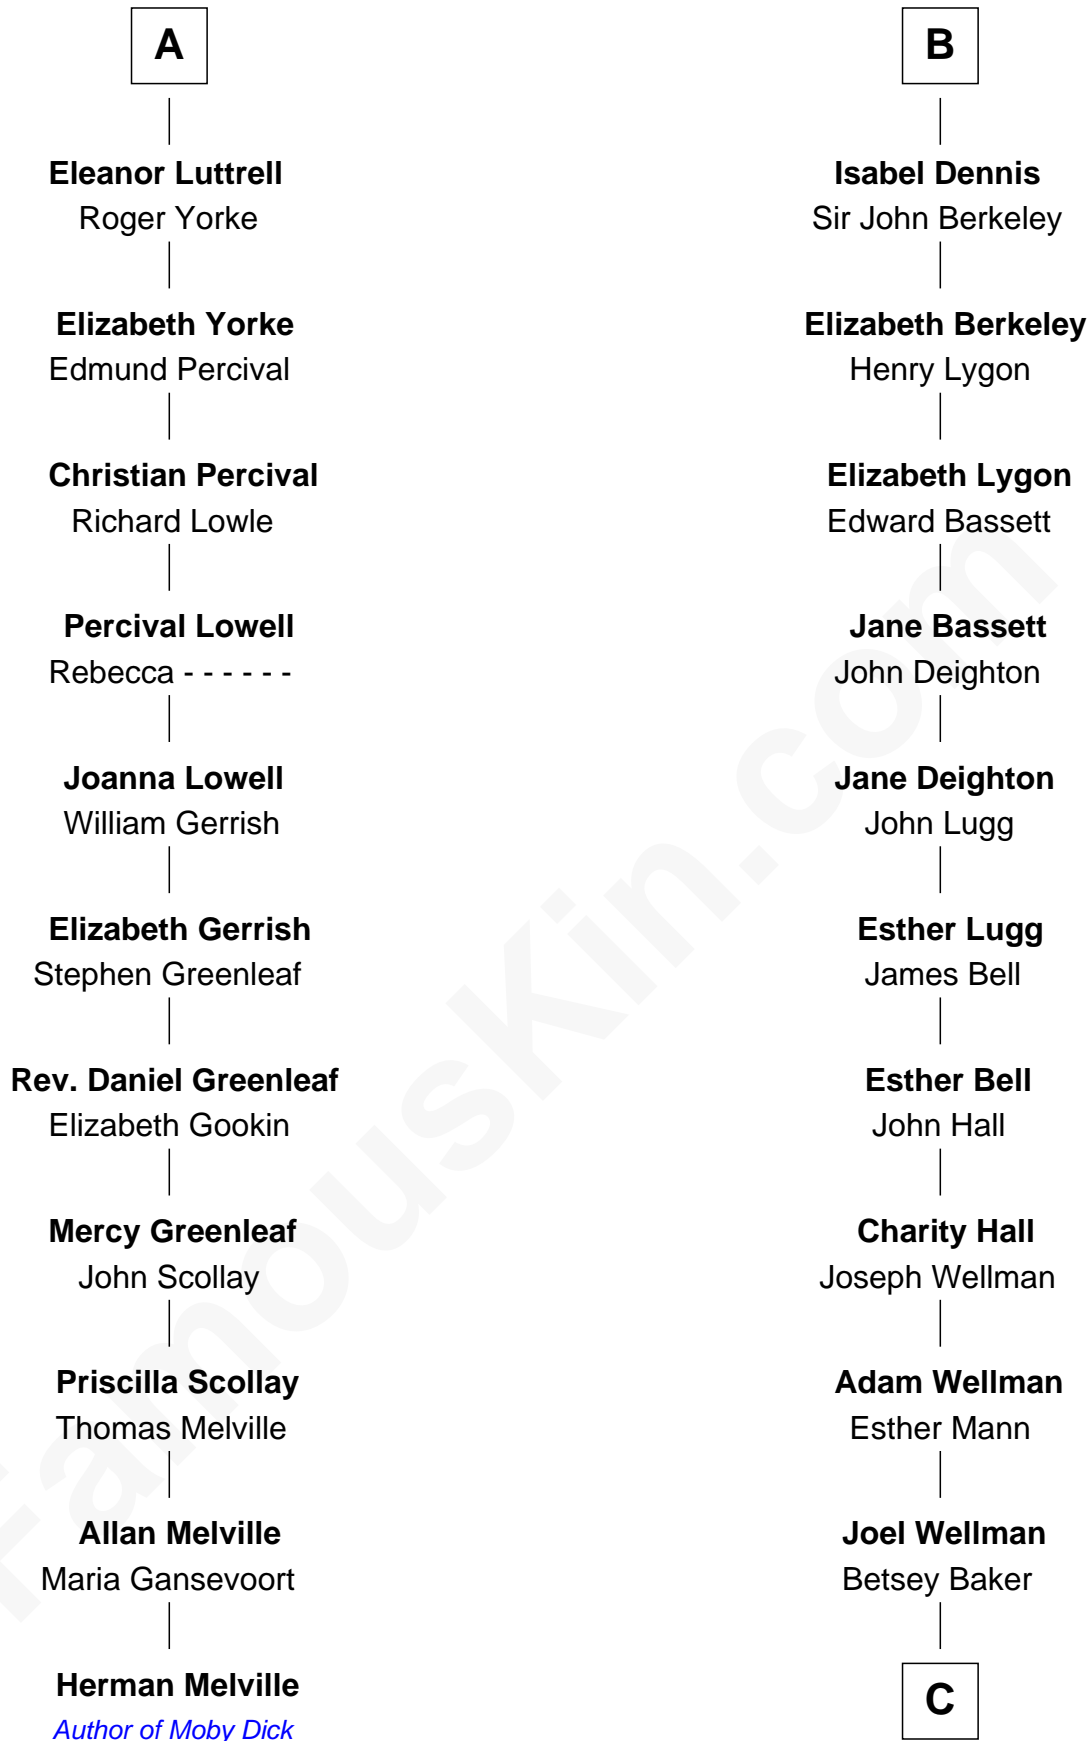 A
Eleanor Luttrell
Roger Yorke
Elizabeth Yorke
Edmund Percival
Christian Percival
Richard Lowle
Percival Lowell
Rebecca - - - - - -
Joanna Lowell
William Gerrish
Elizabeth Gerrish
Stephen Greenleaf
Rev. Daniel Greenleaf
Elizabeth Gookin
Mercy Greenleaf
John Scollay
Priscilla Scollay
Thomas Melville
Allan Melville
Maria Gansevoort
Herman Melville
Author of Moby Dick
B
Isabel Dennis
Sir John Berkeley
Elizabeth Berkeley
Henry Lygon
Elizabeth Lygon
Edward Bassett
Jane Bassett
John Deighton
Jane Deighton
John Lugg
Esther Lugg
James Bell
Esther Bell
John Hall
Charity Hall
Joseph Wellman
Adam Wellman
Esther Mann
Joel Wellman
Betsey Baker
C
FamousKin.com